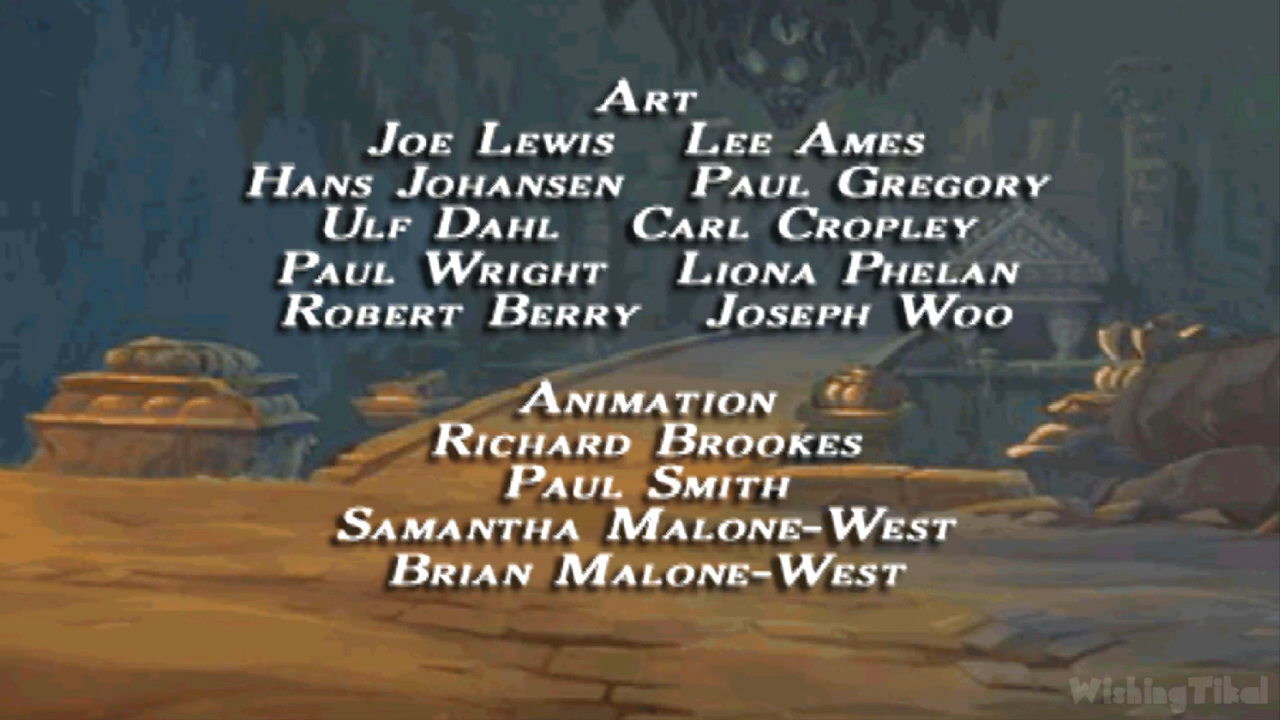 Art
Joe Lewis Lee Ames
Hans Johansen Paul Gregory
Ulf Dahl Carl Cropley
Paul Wright Liona Phelan
Robert Berry Joseph Woo
Animation
Richard Brookes
Paul Smith
Samantha Malone-West
Brian Malone-West
WishingTikal